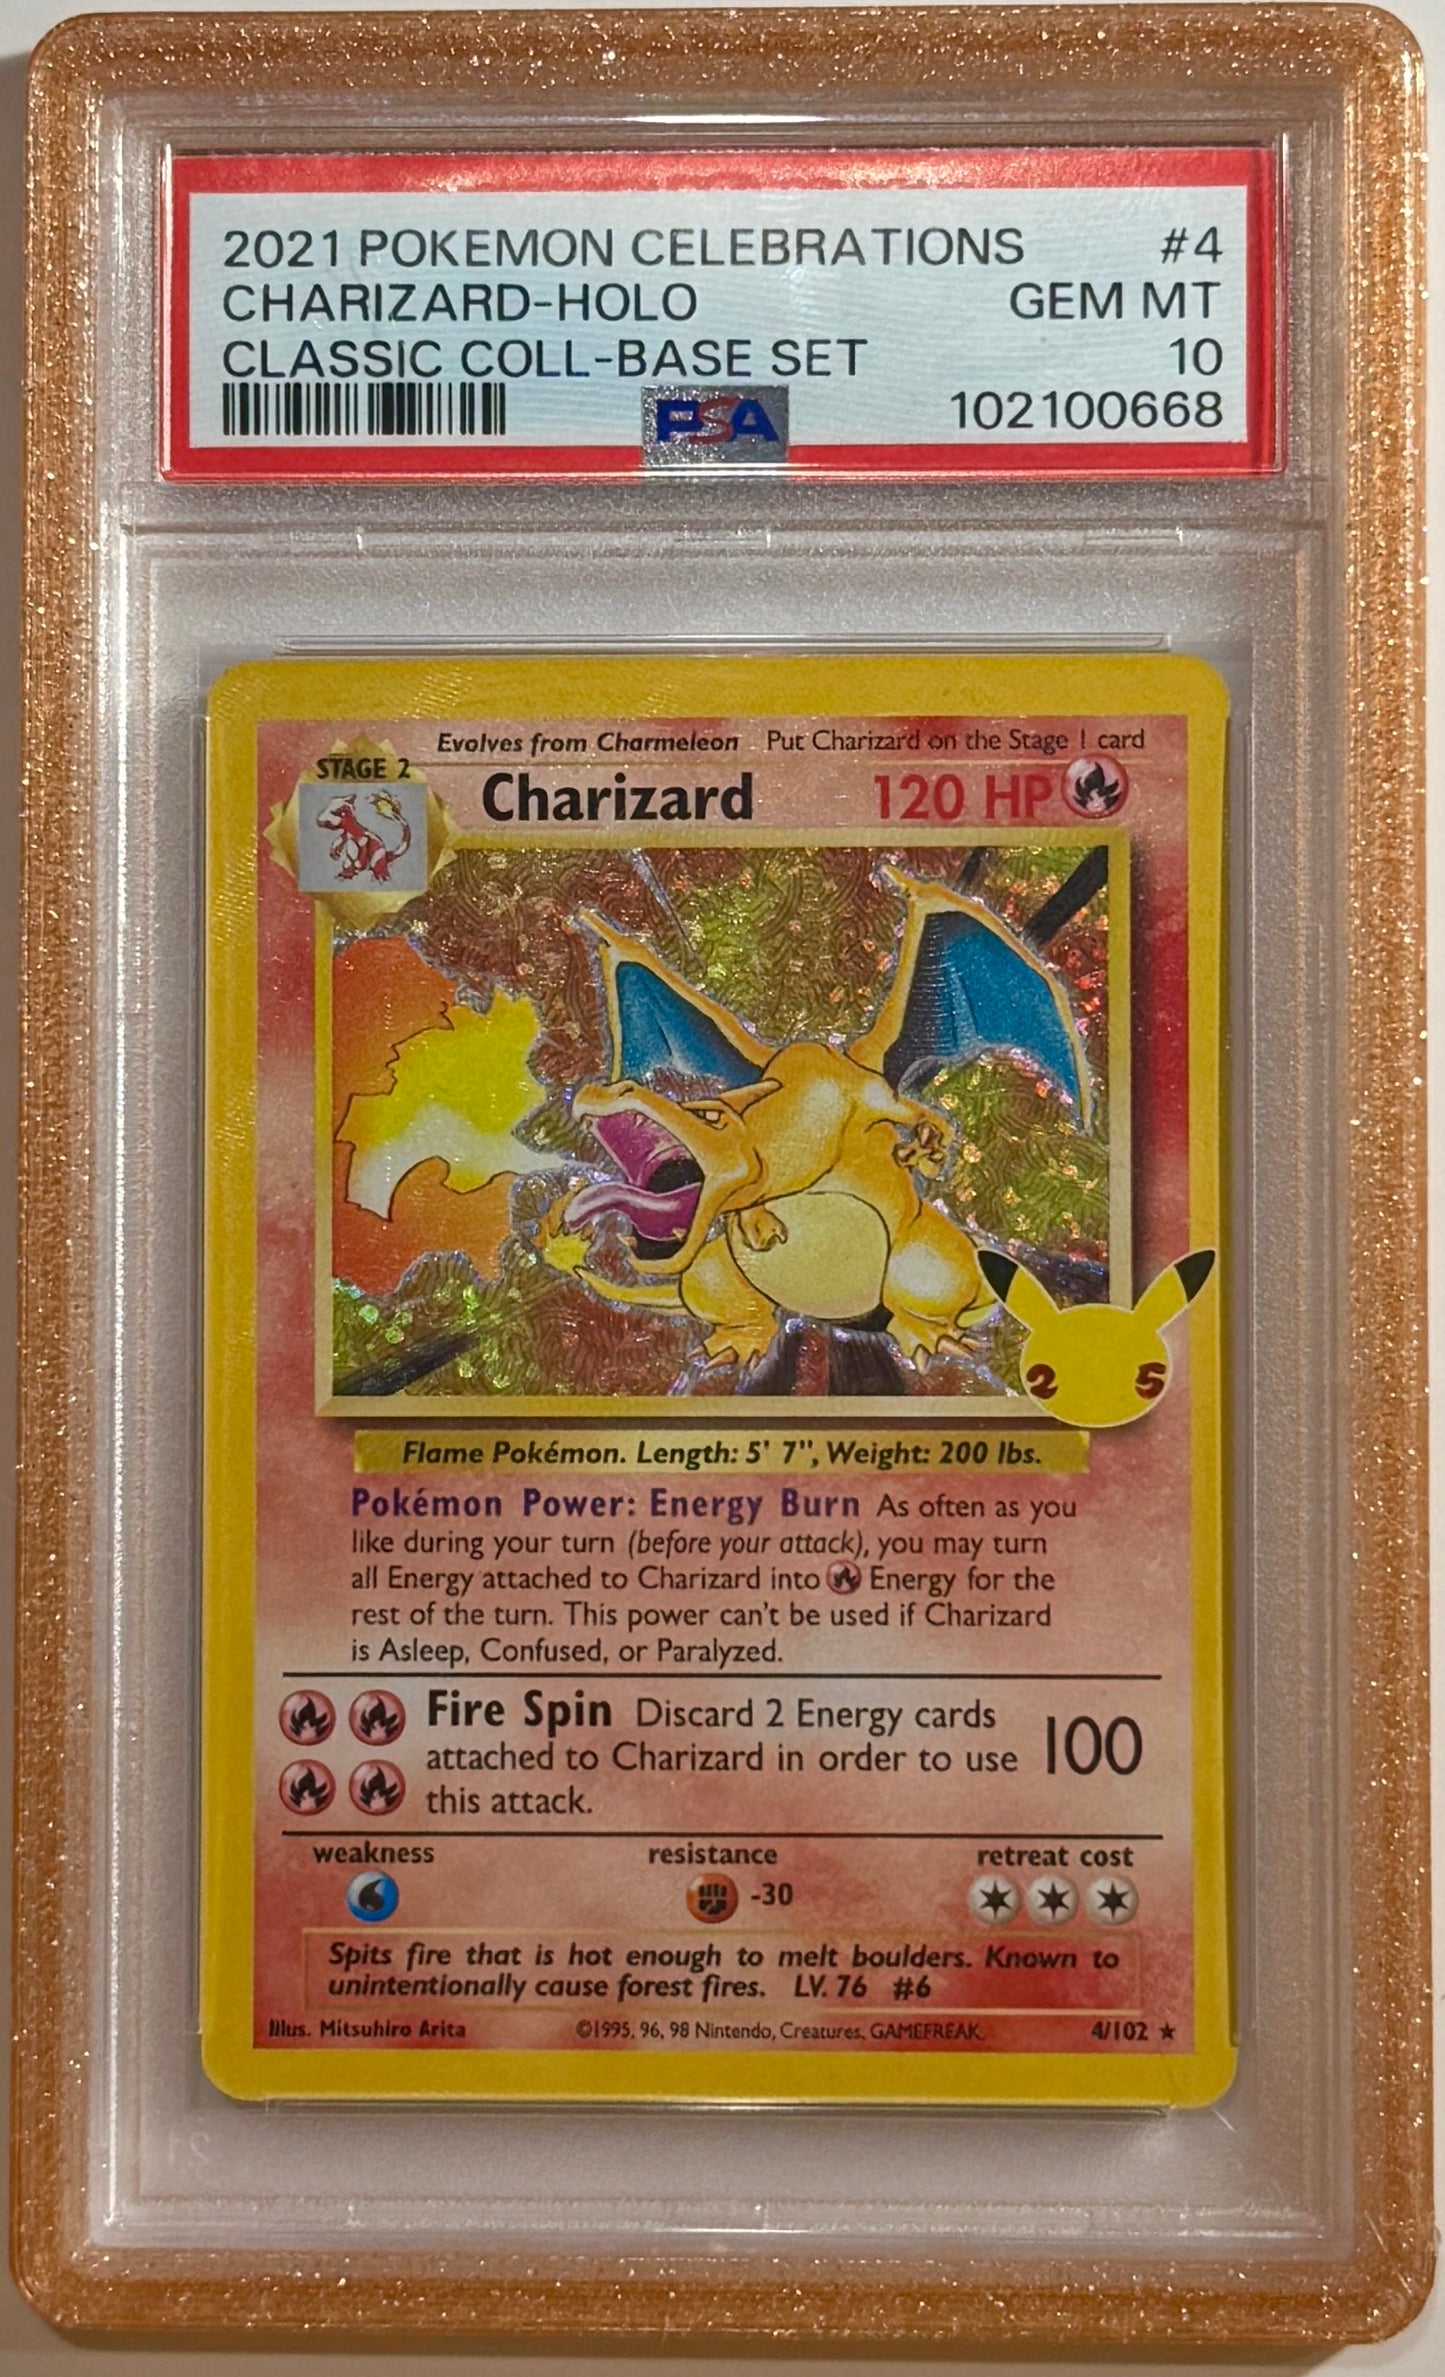 2021 POKEMON CELEBRATIONS #4
CHARIZARD-HOLO GEM MT
CLASSIC COLL-BASE SET 10
PSA 102100668
Evolves from Charmeleon Put Charizard on the Stage 1 card
STAGE 2
Charizard 120 HP
25
Flame Pokémon. Length: 5' 7", Weight: 200 lbs.
Pokémon Power: Energy Burn As often as you
like during your turn (before your attack), you may turn
all Energy attached to Charizard into Energy for the
rest of the turn. This power can't be used if Charizard
is Asleep, Confused, or Paralyzed.
Fire Spin Discard 2 Energy cards
attached to Charizard in order to use 100
this attack.
weakness resistance retreat cost
-30
Spits fire that is hot enough to melt boulders. Known to
unintentionally cause forest fires. LV. 76 #6
Illus. Mitsuhiro Arita ©1995, 96, 98 Nintendo, Creatures, GAMEFREAK. 4/102 ★